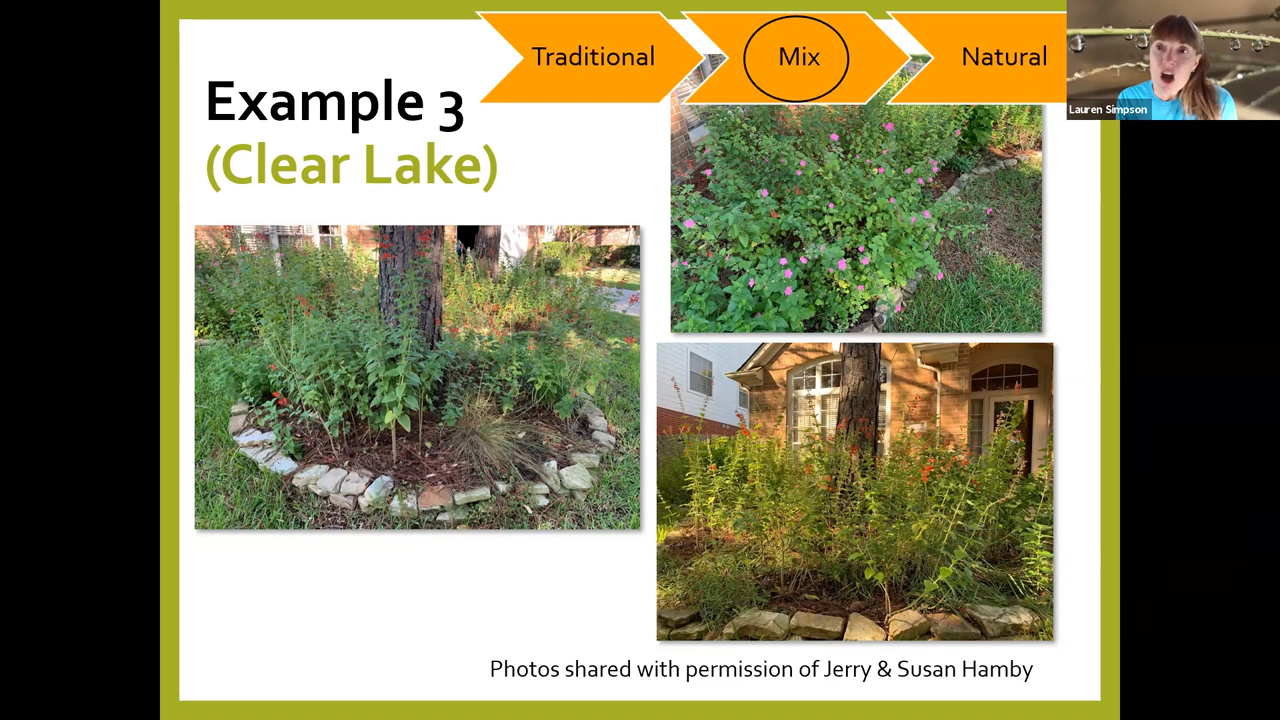 Traditional
Mix
Natural
Lauren Simpson
Example 3
(Clear Lake)
Photos shared with permission of Jerry & Susan Hamby